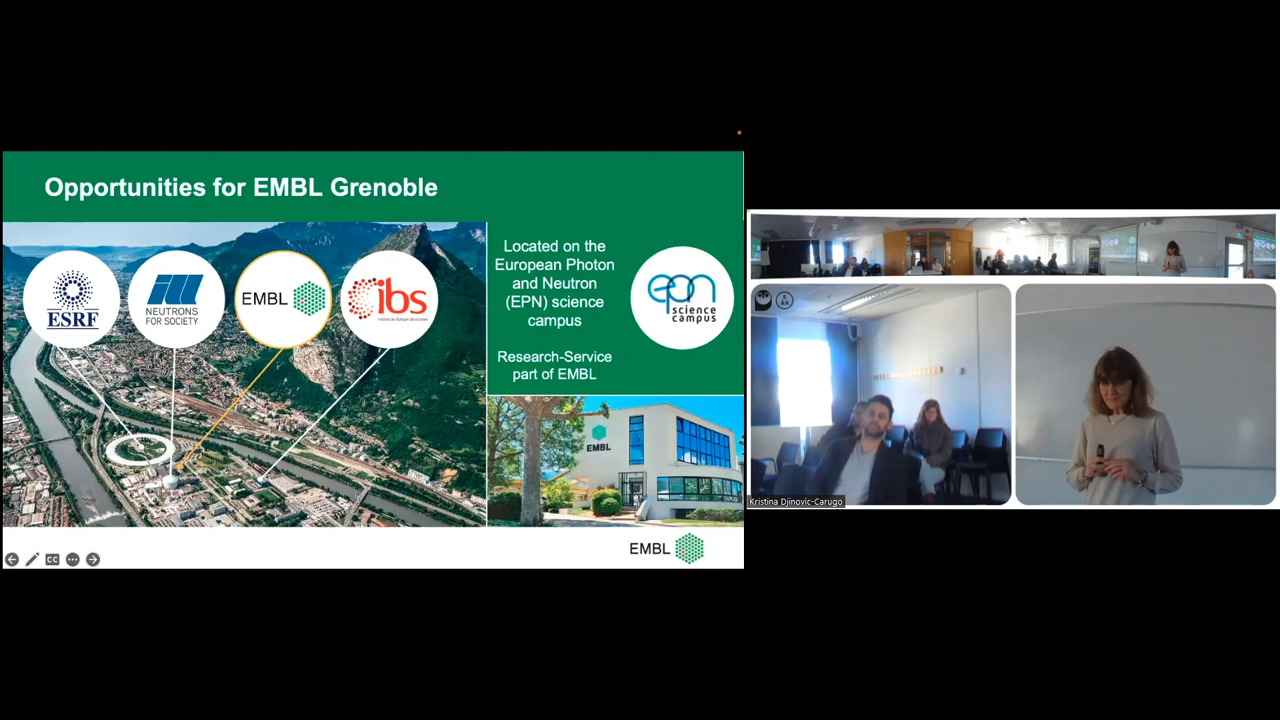 Opportunities for EMBL Grenoble
ESRF
NEUTRONS
FOR SOCIETY
EMBL
ibs
Located on the
European Photon
and Neutron
(EPN) science
campus
Research-Service
part of EMBL
epn
science
campus
EMBL
EMBL
CC
Kristina Djinovic-Carugo